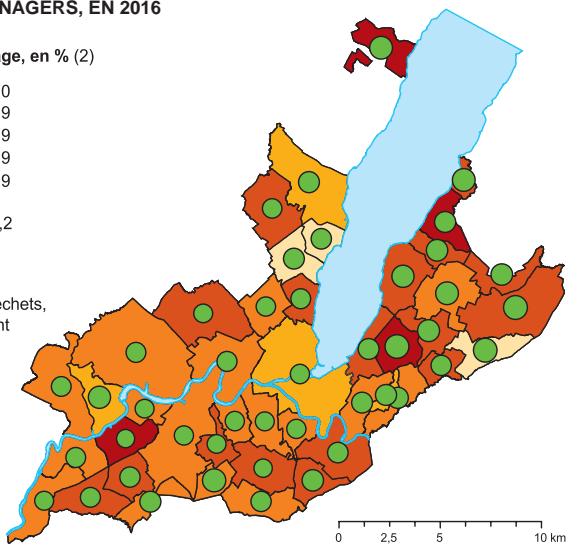 NAGERS, EN 2016
ge, en % (2)
0
9
9
9
9
,2
echets,
nt
0 2,5 5 10 km